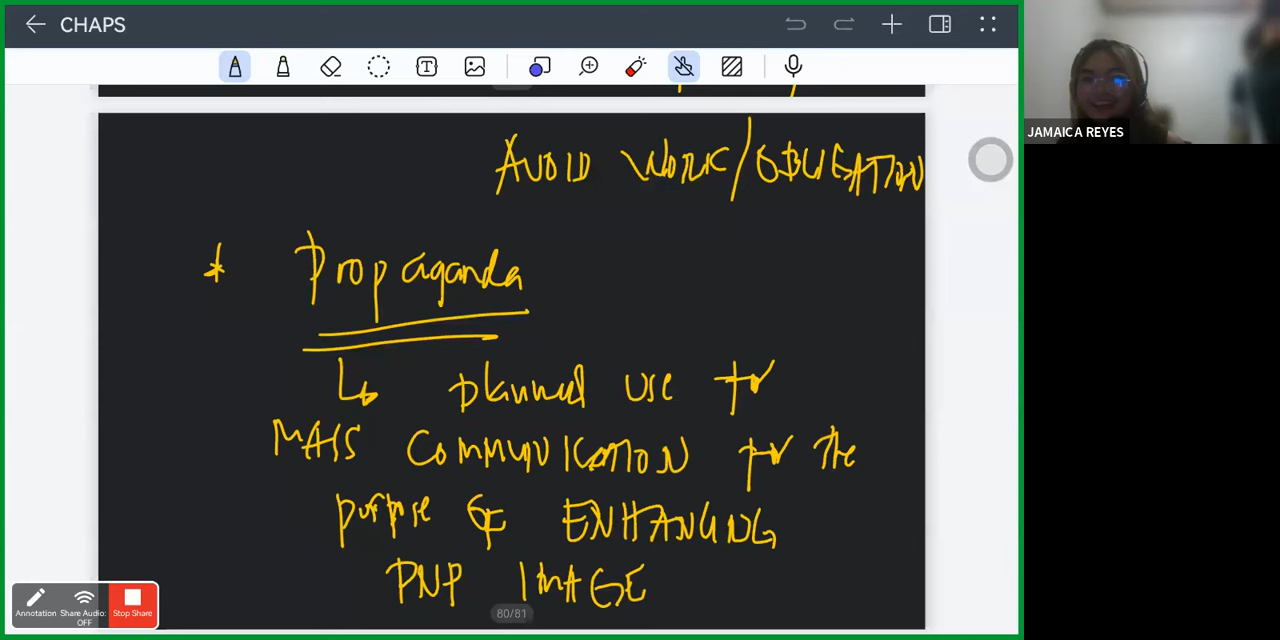 CHAPS
JAMAICA REYES
AVOID WORK/OBLIGATION
* Propaganda
planned use for
MASS COMMUNICATION for the
purpose of ENHANCING
PNP IMAGE
80/81
Annotation
Share Audio: OFF
Stop Share